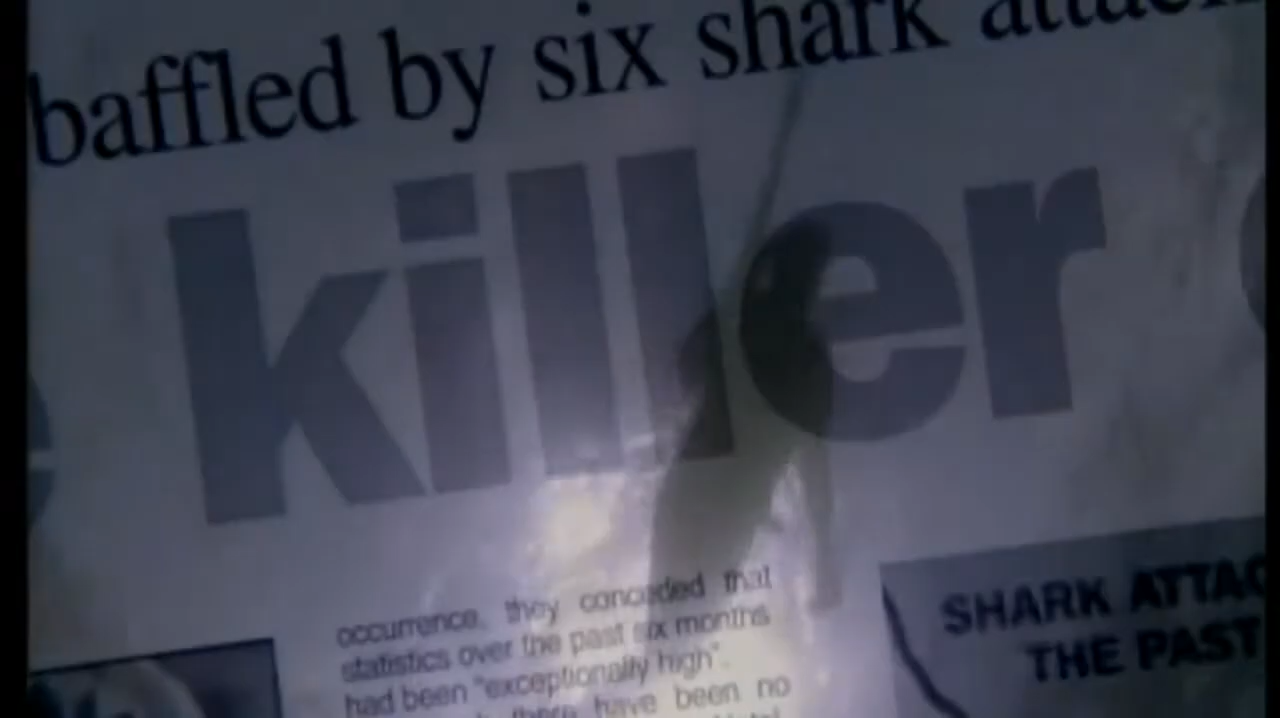 baffled by six shark
killer
occurrence, they conceded that
statistics over the past six months
had been "exceptionally high".
there have been no
SHARK
THE PAST